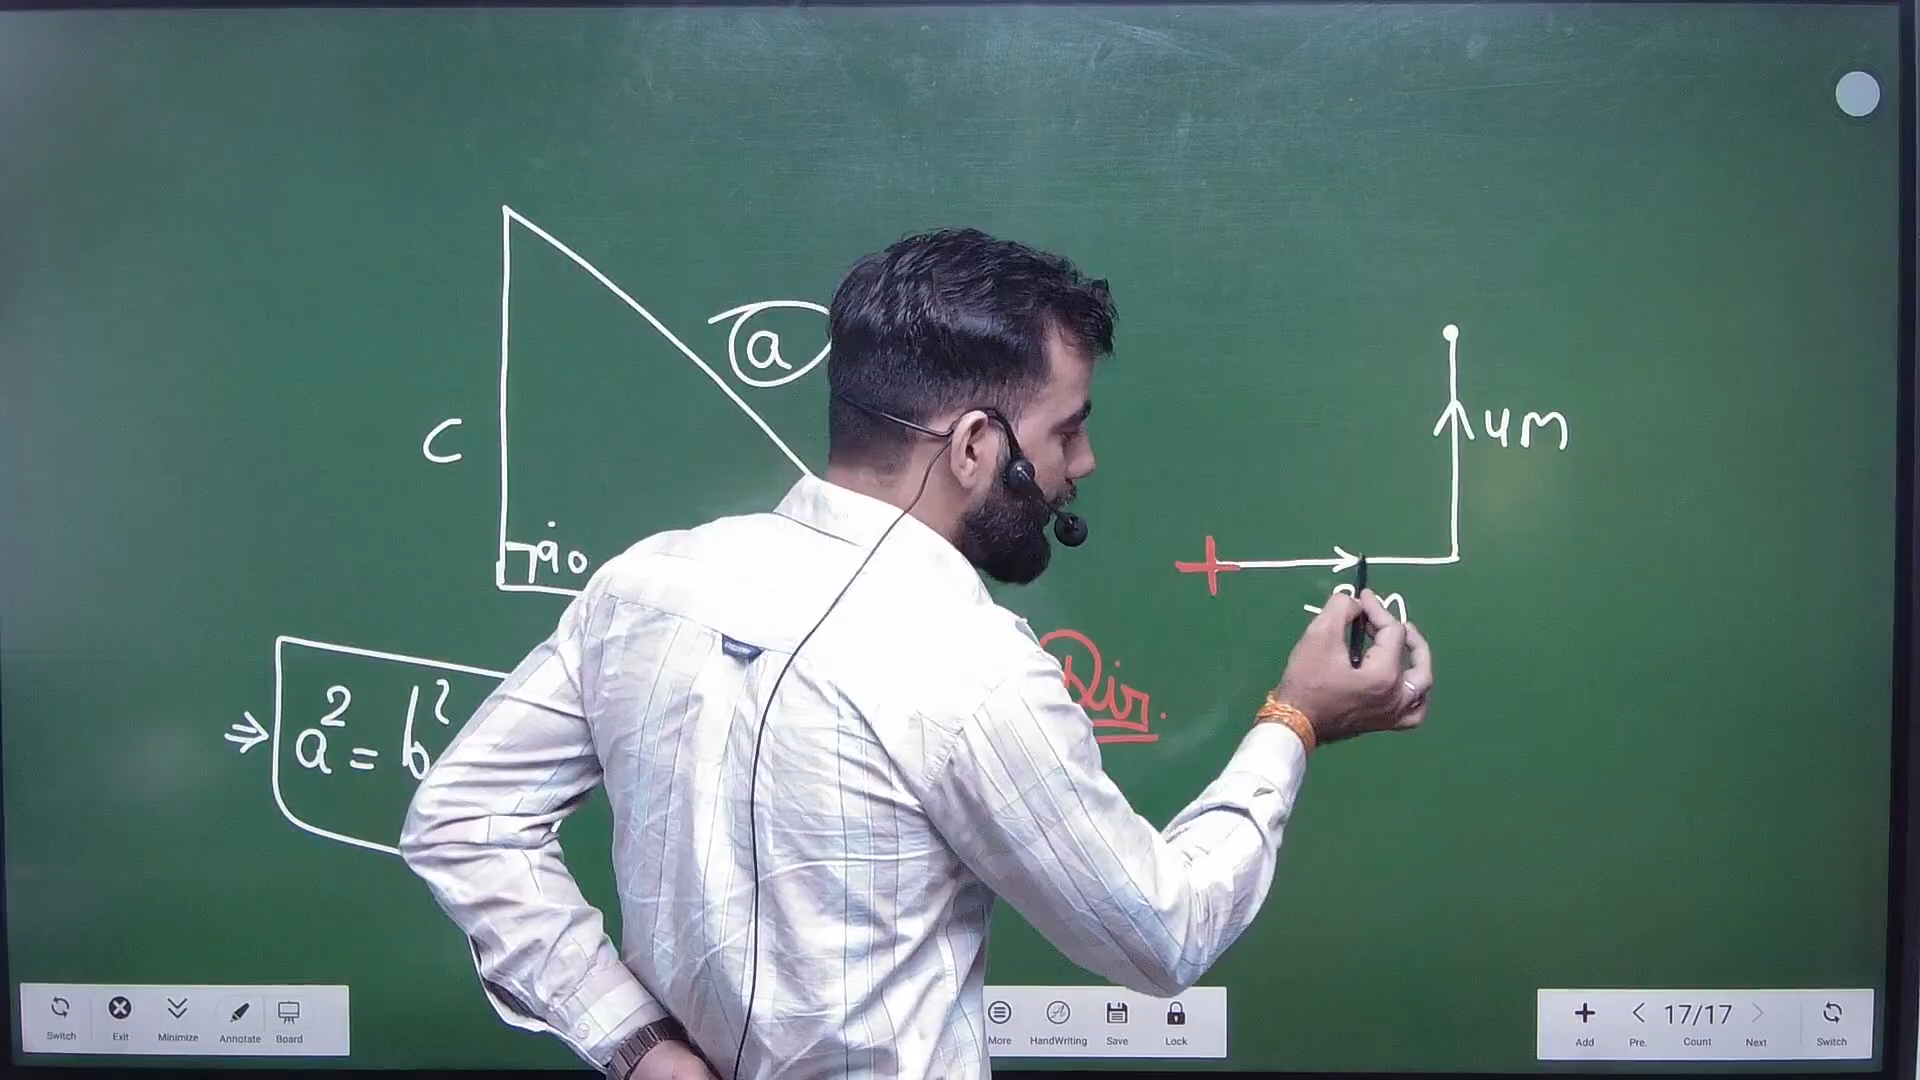 a
4m
C
90
Dir.
⇒ a² = b²
Switch
Exit
Minimize
Annotate
Board
More
HandWriting
Save
Lock
Add
Pre.
17/17
Count
Next
Switch